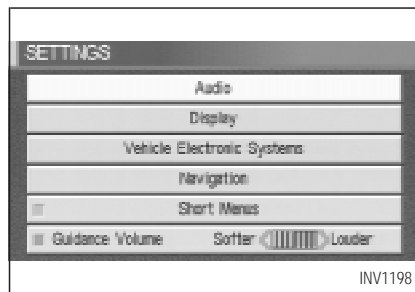 SETTINGS
Audio
Display
Vehicle Electronic Systems
Navigation
Short Menus
Guidance Volume Softer Louder
INV1198